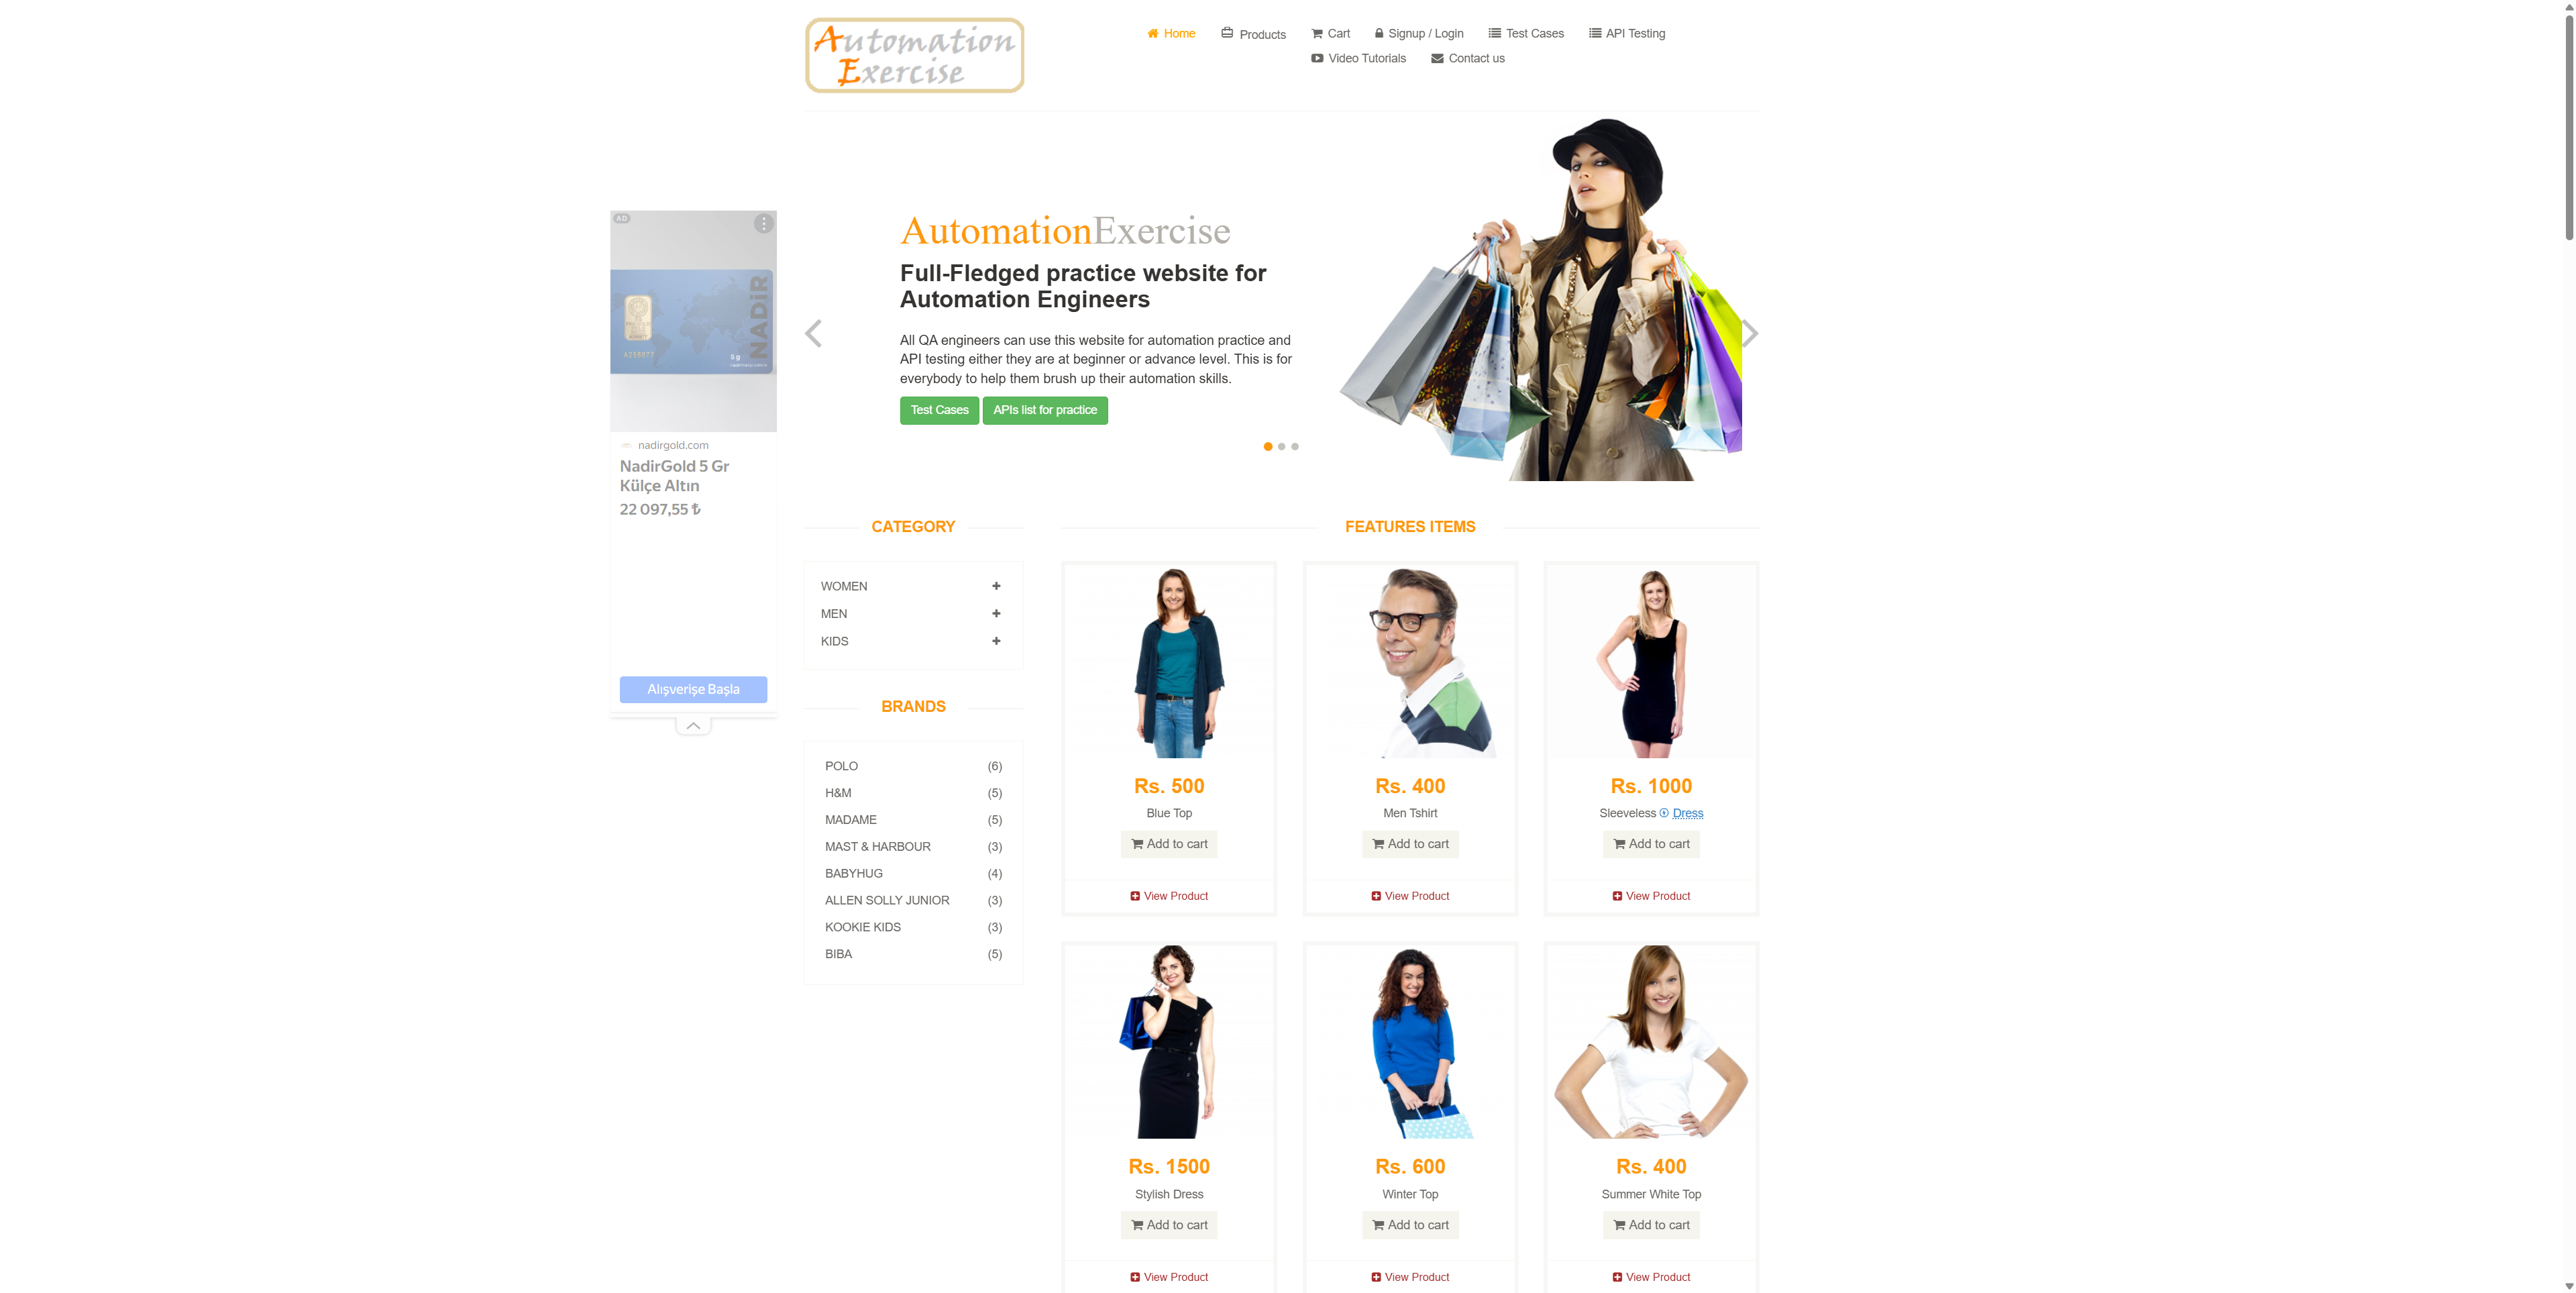 Automation
Exercise
Home
Products
Cart
Signup / Login
Test Cases
API Testing
Video Tutorials
Contact us
AutomationExercise
Full-Fledged practice website for
Automation Engineers
All QA engineers can use this website for automation practice and
API testing either they are at beginner or advance level. This is for
everybody to help them brush up their automation skills.
Test Cases
APIs list for practice
AD
NADİR
5 g
nadirgold.com
NadirGold 5 Gr
Külçe Altın
22 097,55 ₺
Alışverişe Başla
CATEGORY
WOMEN
MEN
KIDS
BRANDS
POLO (6)
H&M (5)
MADAME (5)
MAST & HARBOUR (3)
BABYHUG (4)
ALLEN SOLLY JUNIOR (3)
KOOKIE KIDS (3)
BIBA (5)
FEATURES ITEMS
Rs. 500
Blue Top
Add to cart
View Product
Rs. 400
Men Tshirt
Add to cart
View Product
Rs. 1000
Sleeveless Dress
Add to cart
View Product
Rs. 1500
Stylish Dress
Add to cart
View Product
Rs. 600
Winter Top
Add to cart
View Product
Rs. 400
Summer White Top
Add to cart
View Product